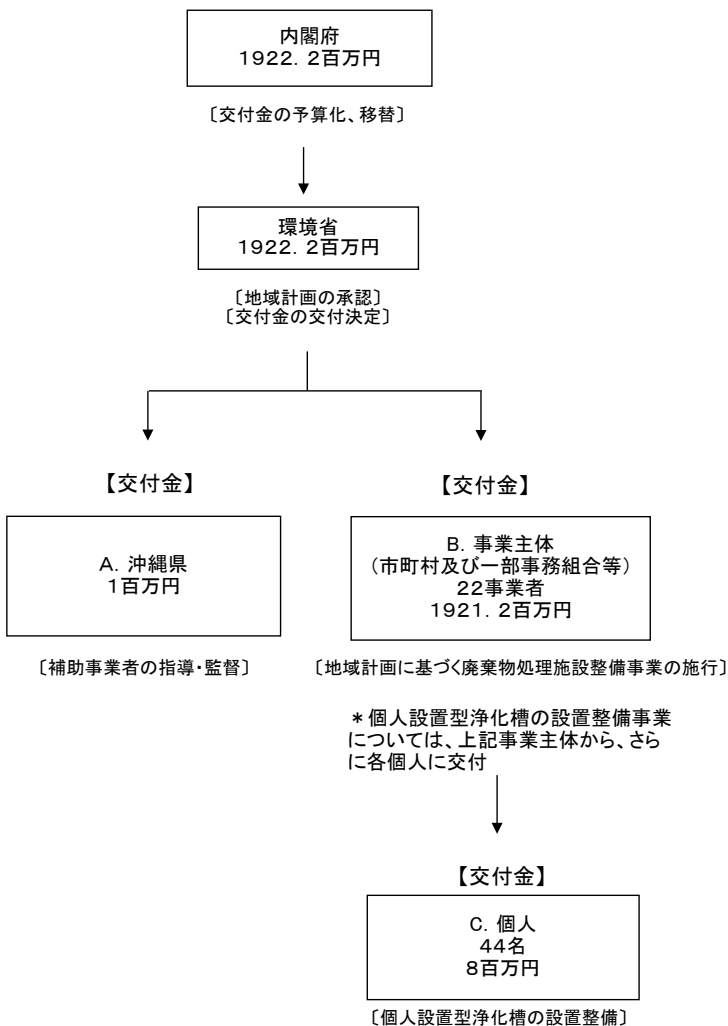 内閣府
１９２２．２百万円
〔交付金の予算化、移替〕
環境省
１９２２．２百万円
〔地域計画の承認〕
〔交付金の交付決定〕
【交付金】
A．沖縄県
１百万円
〔補助事業者の指導・監督〕
【交付金】
B．事業主体
（市町村及び一部事務組合等）
２２事業者
１９２１．２百万円
〔地域計画に基づく廃棄物処理施設整備事業の施行〕
＊個人設置型浄化槽の設置整備事業
については、上記事業主体から、さら
に各個人に交付
【交付金】
C．個人
４４名
８百万円
〔個人設置型浄化槽の設置整備〕